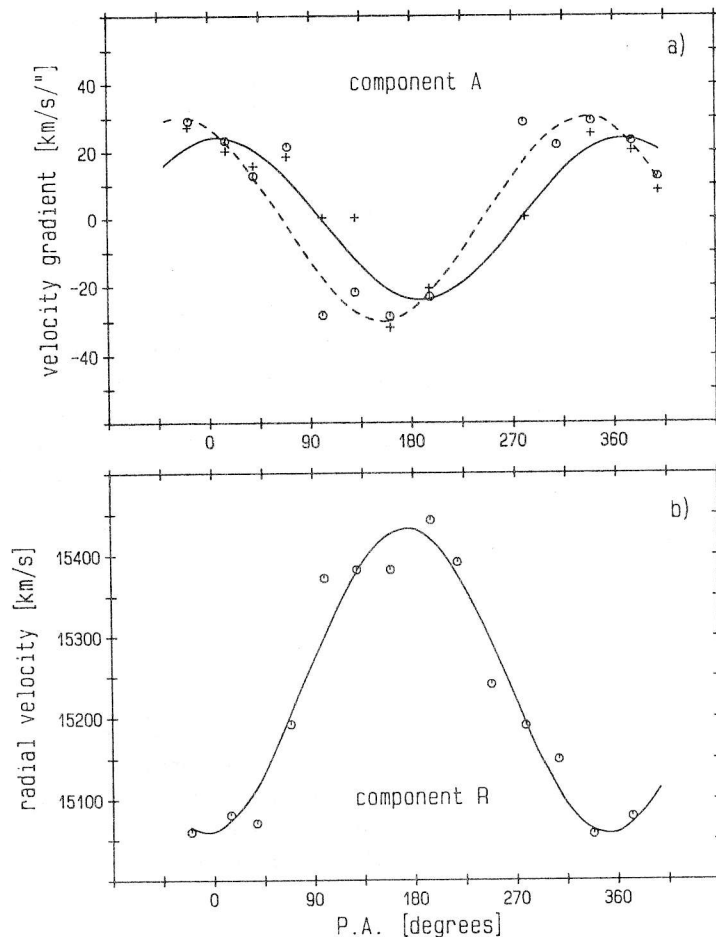 a)
component A
velocity gradient [km/s/"]
40
20
0
-20
-40
0
90
180
270
360
b)
radial velocity [km/s]
15400
15300
15200
15100
component R
0
90
180
270
360
P.A. [degrees]